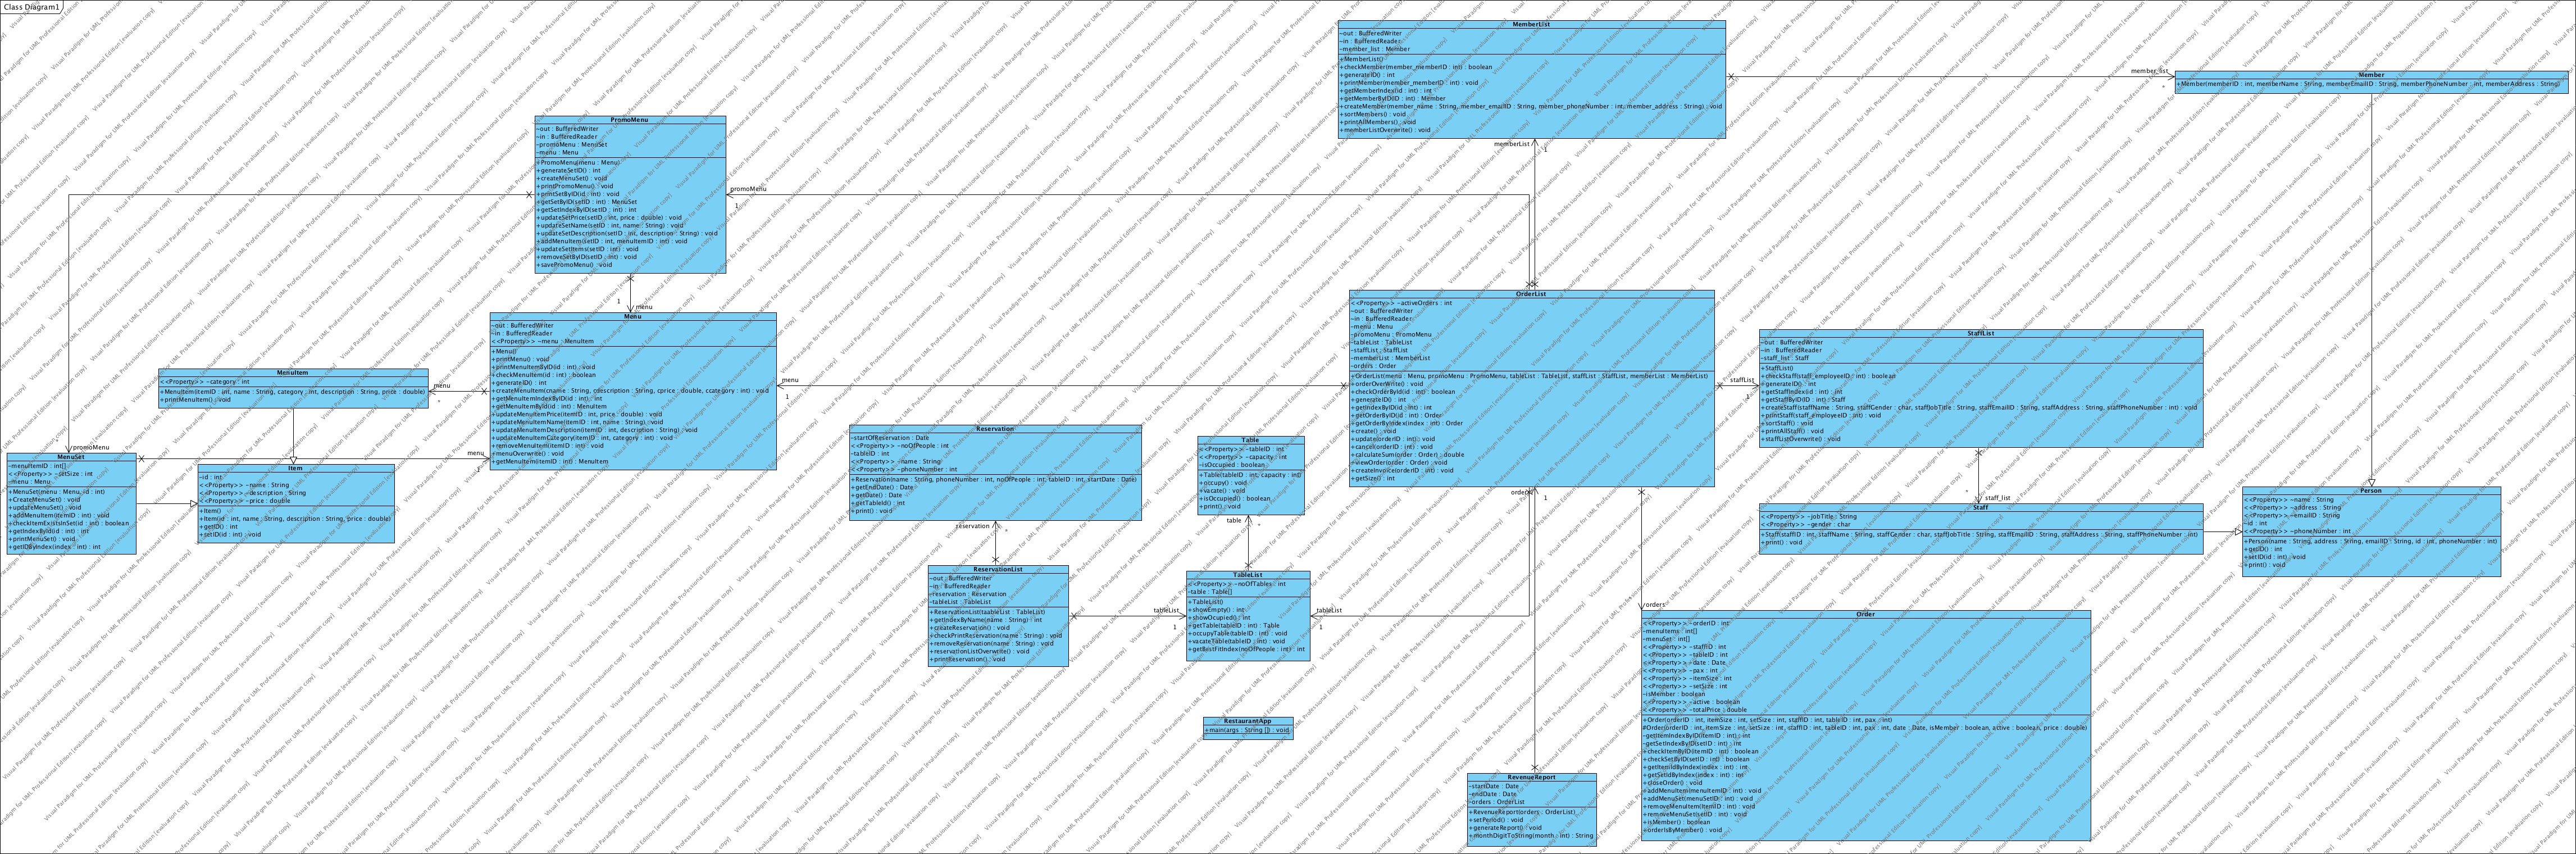 Class Diagram1
MemberList
-out : BufferedWriter
-in : BufferedReader
-member_list : Member
+MemberList()
+checkMember(member_memberID : int) : boolean
+generateID() : int
+printMember(member_memberID : int) : void
+getMemberIndex(id : int) : int
+getMemberByID(ID : int) : Member
+createMember(member_name : String, member_emailID : String, member_phoneNumber : int, member_address : String) : void
+sortMembers() : void
+printAllMembers() : void
+memberListOverwrite() : void
member_list
*
Member
+Member(memberID : int, memberName : String, memberEmailID : String, memberPhoneNumber : int, memberAddress : String)
memberList
1
PromoMenu
-out : BufferedWriter
-in : BufferedReader
-promoMenu : MenuSet
-menu : Menu
+PromoMenu(menu : Menu)
+generateSetID() : int
+createMenuSet() : void
+printPromoMenu() : void
+printSetByID(id : int) : void
+getSetByID(setID : int) : MenuSet
+getSetIndexByID(setID : int) : int
+updateSetPrice(setID : int, price : double) : void
+updateSetName(setID : int, name : String) : void
+updateSetDescription(setID : int, description : String) : void
+addMenuItem(setID : int, menuItemID : int) : void
+updateSetItems(setID : int) : void
+removeSetByID(setID : int) : void
+savePromoMenu() : void
promoMenu
1
1
menu
Menu
-out : BufferedWriter
-in : BufferedReader
<<Property>> -menu : MenuItem
+Menu()
+printMenu() : void
+printMenuItemByID(id : int) : void
+checkMenuItem(id : int) : boolean
+generateID() : int
+createMenuItem(cname : String, cdescription : String, cprice : double, ccategory : int) : void
+getMenuItemIndexByID(id : int) : int
+getMenuItemById(id : int) : MenuItem
+updateMenuItemPrice(itemID : int, price : double) : void
+updateMenuItemName(itemID : int, name : String) : void
+updateMenuItemDescription(itemID : int, description : String) : void
+updateMenuItemCategory(itemID : int, category : int) : void
+removeMenuItem(itemID : int) : void
+menuOverwrite() : void
+getMenuItem(itemID : int) : MenuItem
menu
1
menu
*
menu
1
MenuItem
<<Property>> -category : int
+MenuItem(itemID : int, name : String, category : int, description : String, price : double)
+printMenuItem() : void
*
promoMenu
MenuSet
-menuItemID : int[]
<<Property>> -setSize : int
-menu : Menu
+MenuSet(menu : Menu, id : int)
+CreateMenuSet() : void
+updateMenuSet() : void
+addMenuItem(itemID : int) : void
+checkItemExistsInSet(id : int) : boolean
+getIndexById(id : int) : int
+printMenuSet() : void
+getIDByIndex(index : int) : int
Item
-id : int
<<Property>> -name : String
<<Property>> -description : String
<<Property>> -price : double
+Item()
+Item(id : int, name : String, description : String, price : double)
+getID() : int
+setID(id : int) : void
OrderList
<<Property>> -activeOrders : int
-out : BufferedWriter
-in : BufferedReader
-menu : Menu
-promoMenu : PromoMenu
-tableList : TableList
-staffList : StaffList
-memberList : MemberList
-orders : Order
+OrderList(menu : Menu, promoMenu : PromoMenu, tableList : TableList, staffList : StaffList, memberList : MemberList)
+orderOverWrite() : void
+checkOrderById(id : int) : boolean
+generateID() : int
+getIndexByID(id : int) : int
+getOrderByID(id : int) : Order
+getOrderByIndex(index : int) : Order
+create() : void
+update(orderID : int) : void
+cancel(orderID : int) : void
+calculateSum(order : Order) : double
+viewOrder(order : Order) : void
+createInvoice(orderID : int) : void
+getSize() : int
staffList
1
StaffList
-out : BufferedWriter
-in : BufferedReader
-staff_list : Staff
+StaffList()
+checkStaff(staff_employeeID : int) : boolean
+generateID() : int
+getStaffIndex(id : int) : int
+getStaffByID(ID : int) : Staff
+createStaff(staffName : String, staffGender : char, staffJobTitle : String, staffEmailID : String, staffAddress : String, staffPhoneNumber : int) : void
+printStaff(staff_employeeID : int) : void
+sortStaff() : void
+printAllStaff() : void
+staffListOverwrite() : void
*
staff_list
Staff
<<Property>> -jobTitle : String
<<Property>> -gender : char
+Staff(staffID : int, staffName : String, staffGender : char, staffJobTitle : String, staffEmailID : String, staffAddress : String, staffPhoneNumber : int)
+print() : void
Person
<<Property>> -name : String
<<Property>> -address : String
<<Property>> -emailID : String
-id : int
<<Property>> -phoneNumber : int
+Person(name : String, address : String, emailID : String, id : int, phoneNumber : int)
+getID() : int
+setID(id : int) : void
+print() : void
Reservation
-startOfReservation : Date
<<Property>> -noOfPeople : int
-tableID : int
<<Property>> -name : String
<<Property>> -phoneNumber : int
+Reservation(name : String, phoneNumber : int, noOfPeople : int, tableID : int, startDate : Date)
+getEndDate() : Date
+getDate() : Date
+getTableId() : int
+print() : void
reservation
*
ReservationList
-out : BufferedWriter
-in : BufferedReader
-reservation : Reservation
-tableList : TableList
+ReservationList(taableList : TableList)
+getIndexByName(name : String) : int
+createReservation() : void
+checkPrintReservation(name : String) : void
+removeReservation(name : String) : void
+reservationListOverwrite() : void
+printReservation() : void
tableList
1
Table
<<Property>> -tableID : int
<<Property>> -capacity : int
-isOccupied : boolean
+Table(tableID : int, capacity : int)
+occupy() : void
+vacate() : void
+isOccupied() : boolean
+print() : void
table
*
TableList
<<Property>> -noOfTables : int
-table : Table[]
+TableList()
+showEmpty() : int
+showOcupied() : int
+getTable(tableID : int) : Table
+occupyTable(tableID : int) : void
+vacateTable(tableID : int) : void
+getBestFitIndex(noOfPeople : int) : int
tableList
1
orders
1
RestaurantApp
+main(args : String []) : void
RevenueReport
-startDate : Date
-endDate : Date
-orders : OrderList
+RevenueReport(orders : OrderList)
+setPeriod() : void
+generateReport() : void
+monthDigitToString(month : int) : String
orders
Order
<<Property>> -orderID : int
-menuItems : int[]
-menuSet : int[]
<<Property>> -staffID : int
<<Property>> -tableID : int
<<Property>> -date : Date
<<Property>> -pax : int
<<Property>> -itemSize : int
<<Property>> -setSize : int
-isMember : boolean
<<Property>> -active : boolean
<<Property>> -totalPrice : double
+Order(orderID : int, itemSize : int, setSize : int, staffID : int, tableID : int, pax : int)
#Order(orderID : int, itemSize : int, setSize : int, staffID : int, tableID : int, pax : int, date : Date, isMember : boolean, active : boolean, price : double)
-getItemIndexByID(itemID : int) : int
-getSetIndexByID(setID : int) : int
+checkItemByID(itemID : int) : boolean
+checkSetByID(setID : int) : boolean
+getItemIdByIndex(index : int) : int
+getSetIdByIndex(index : int) : int
+closeOrder() : void
+addMenuItem(menuItemID : int) : void
+addMenuSet(menuSetID : int) : void
+removeMenuItem(itemID : int) : void
+removeMenuSet(setID : int) : void
+isMember() : boolean
+orderIsByMember() : void
Visual Paradigm for UML Professional Edition [evaluation copy]